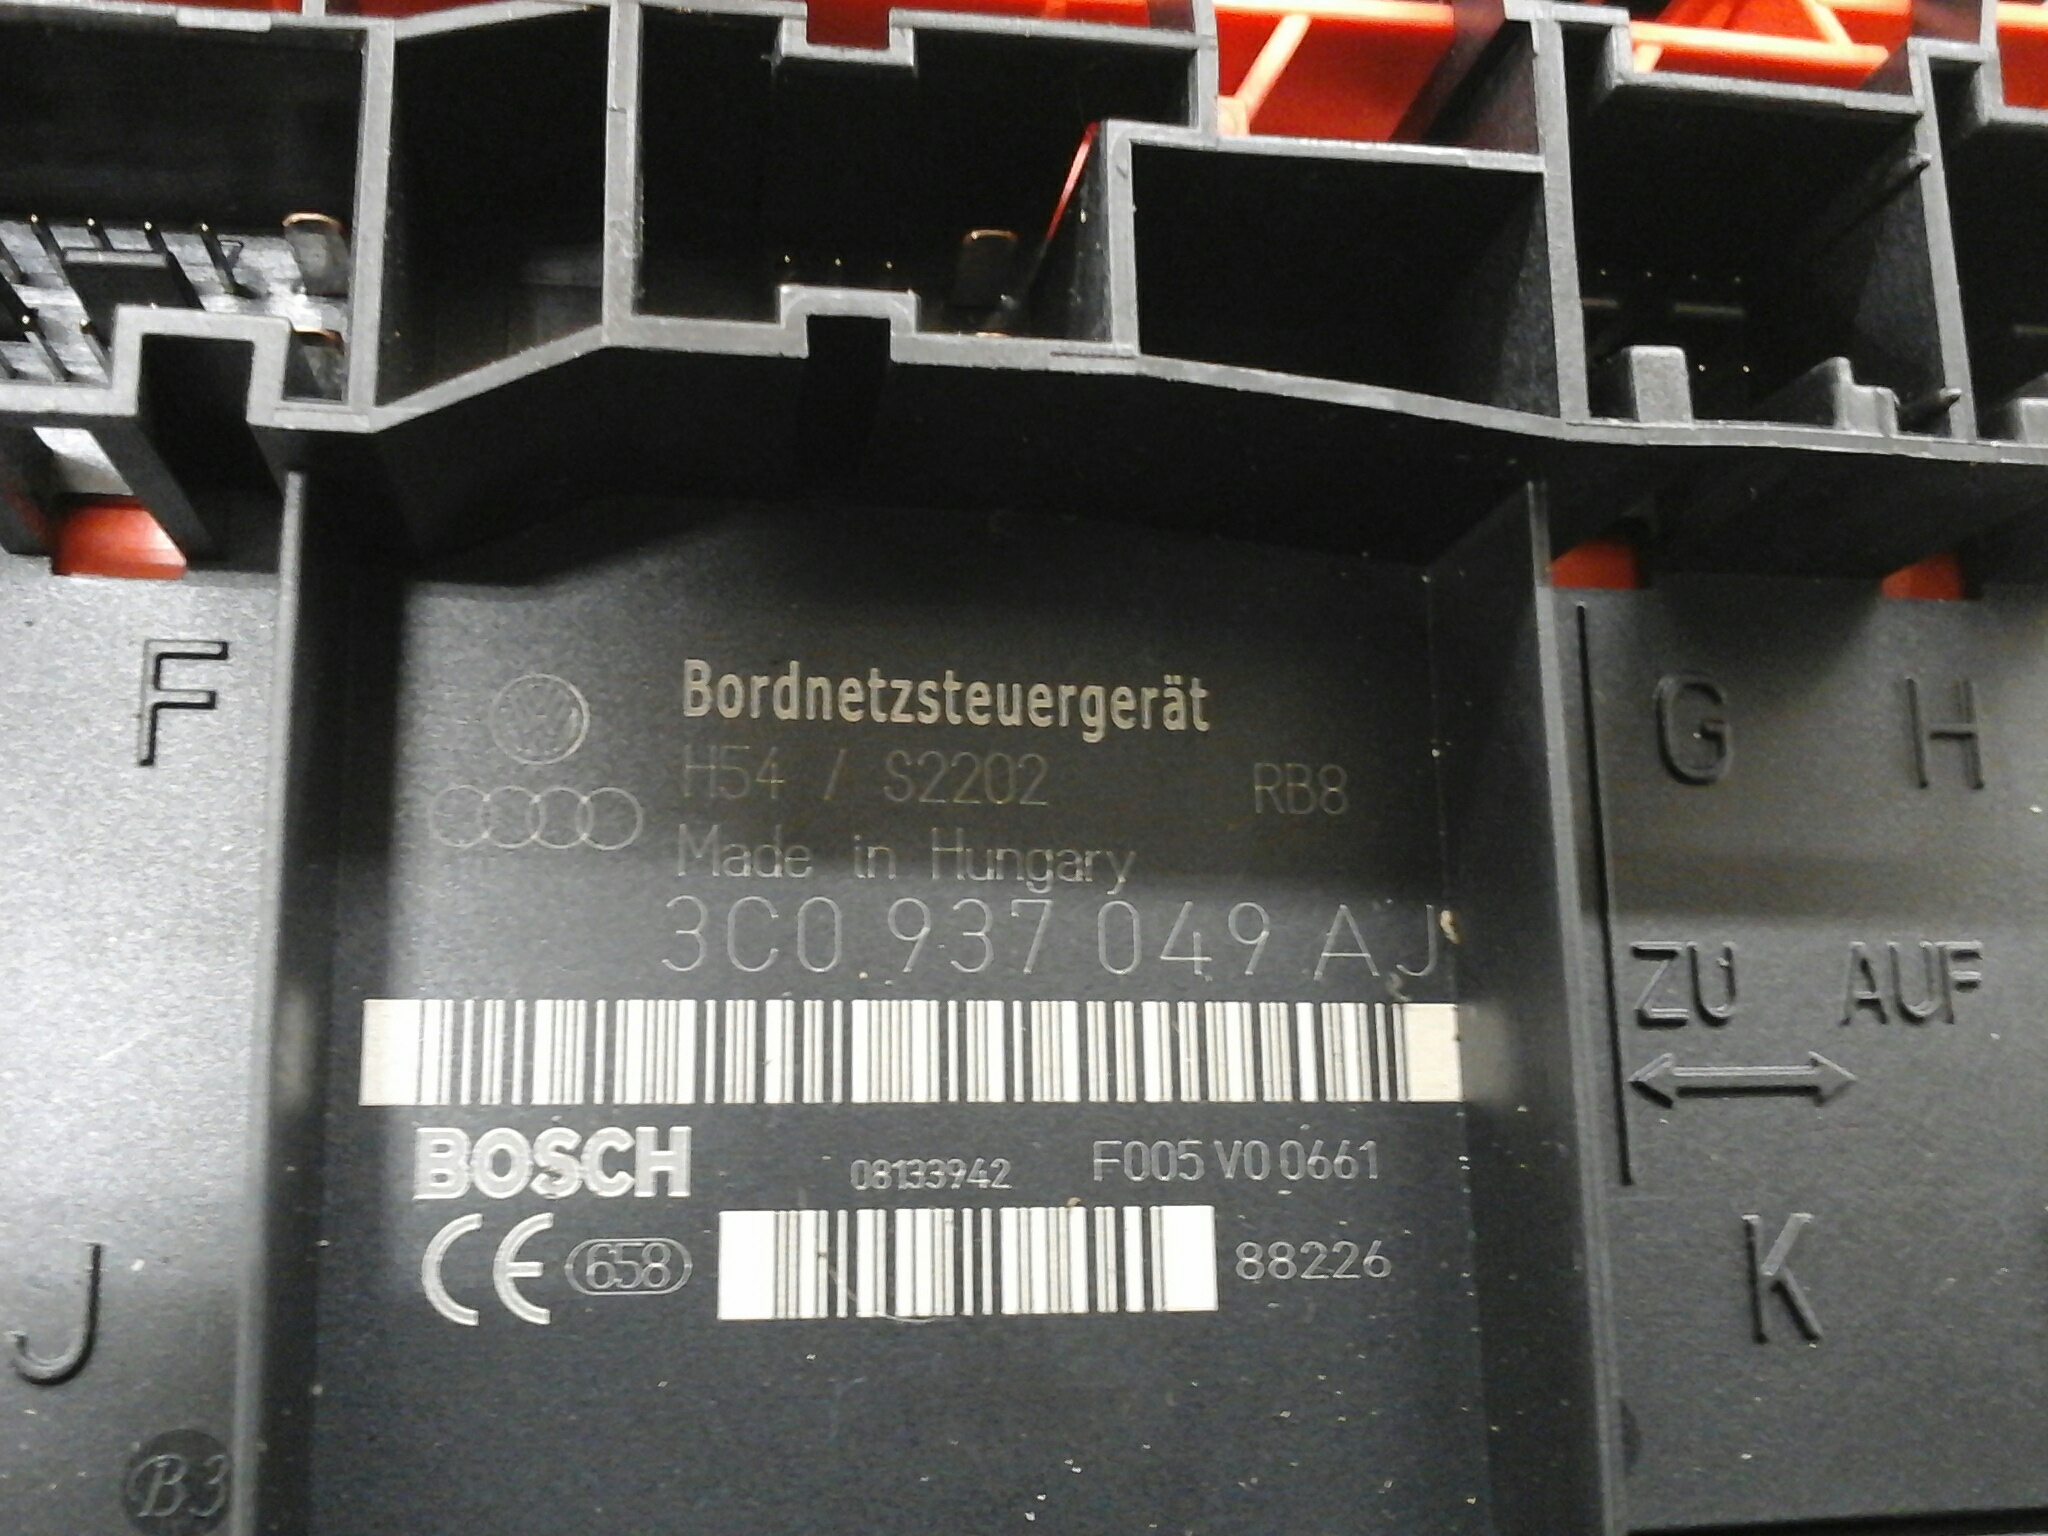 F
Bordnetzsteuergerät
G H
H54 / S2202 RB8
Made in Hungary
3C0 937 049 AJ
ZU AUF
BOSCH 08133942 F005 V0 0661
CE 658 88226
K
J
B3